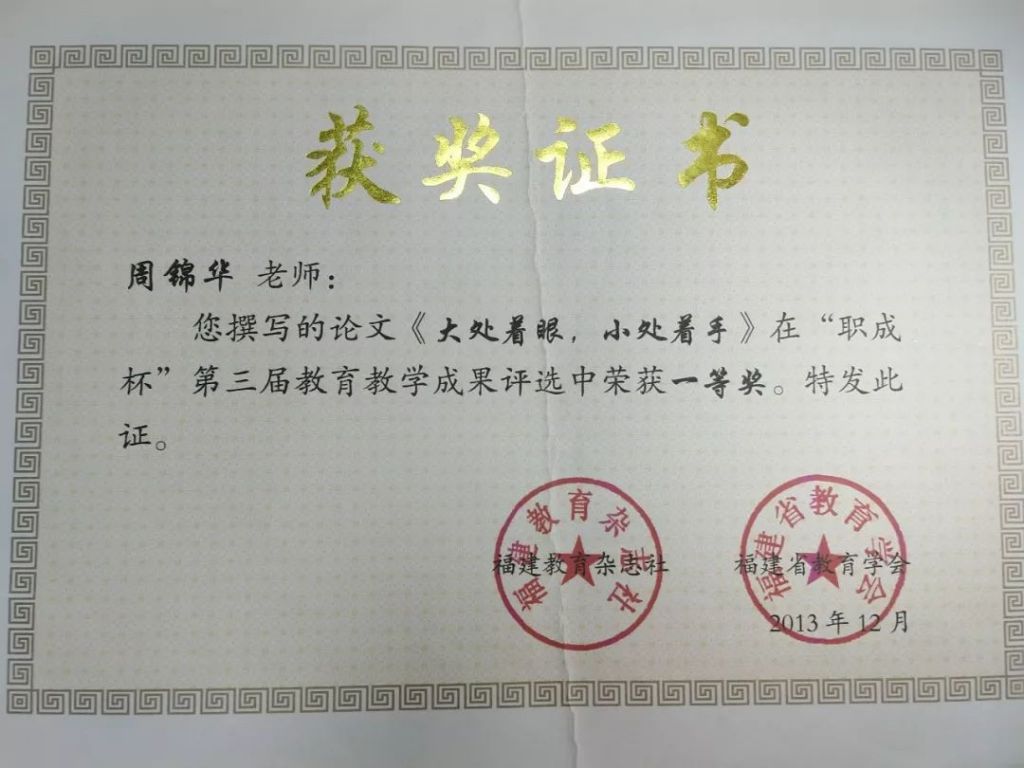 获奖证书
周锦华 老师：
您撰写的论文《大处着眼，小处着手》在“职成
杯”第三届教育教学成果评选中荣获一等奖。特发此
证。
福建教育杂志社
福建省教育学会
福建教育杂志社 福建省教育学会
2013年12月